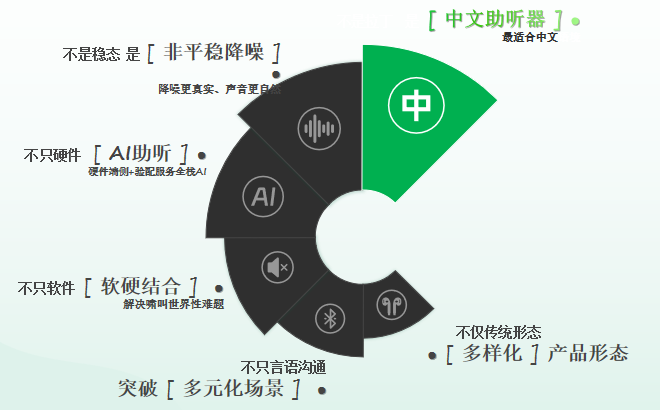 [ 中文助听器 ]
最适合中文
不是稳态 是 [ 非平稳降噪 ]
降噪更真实、声音更自然
中
不只硬件 [ AI助听 ]
硬件端侧+验配服务全栈AI
AI
不只软件 [ 软硬结合 ]
解决啸叫世界性难题
不仅传统形态
[ 多样化 ] 产品形态
不只言语沟通
突破 [ 多元化场景 ]